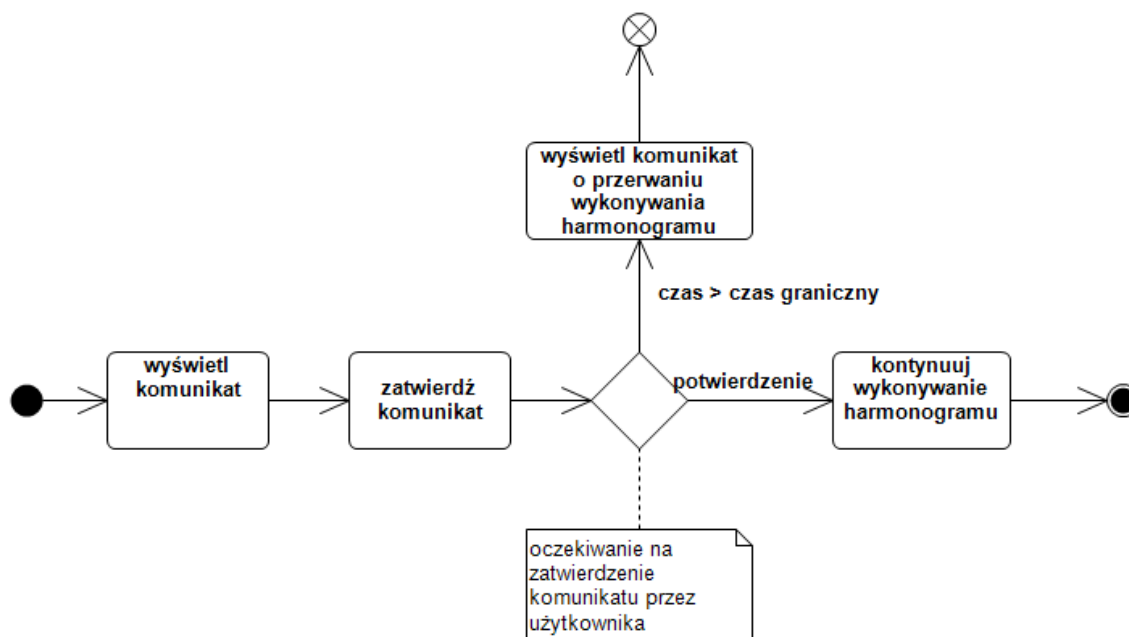 wyświetl komunikat
o przerwaniu
wykonywania
harmonogramu
czas > czas graniczny
wyświetl
komunikat
zatwierdź
komunikat
potwierdzenie
kontynuuj
wykonywanie
harmonogramu
oczekiwanie na
zatwierdzenie
komunikatu przez
użytkownika